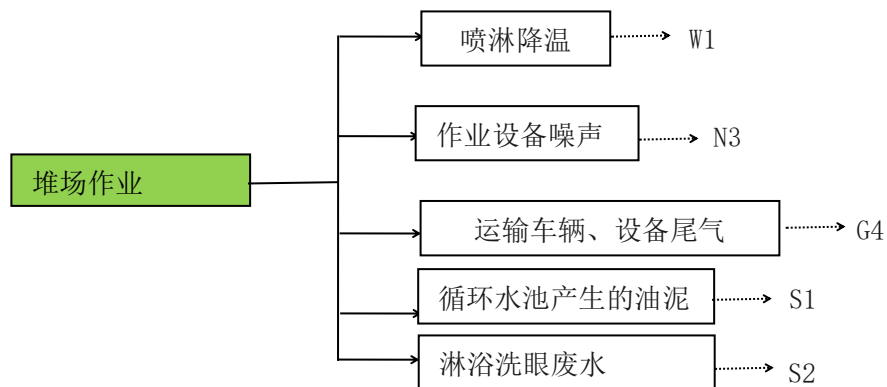 喷淋降温
W1
作业设备噪声
N3
堆场作业
运输车辆、设备尾气
G4
循环水池产生的油泥
S1
淋浴洗眼废水
S2